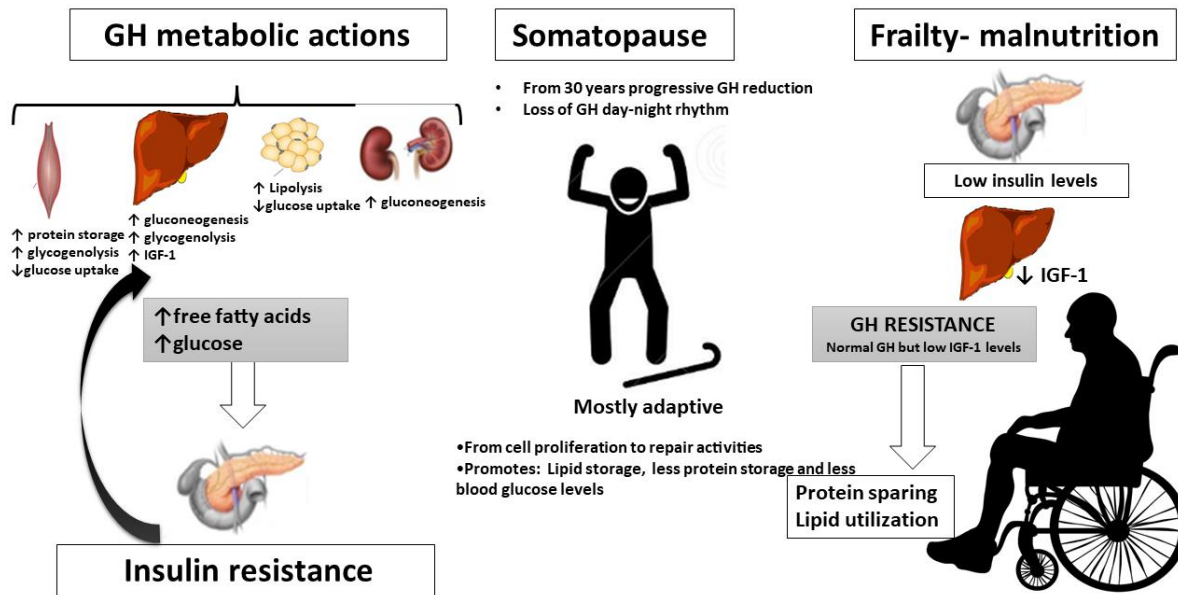 GH metabolic actions
↑ protein storage
↑ glycogenolysis
↓glucose uptake
↑ gluconeogenesis
↑ glycogenolysis
↑ IGF-1
↑ Lipolysis
↓glucose uptake
↑ gluconeogenesis
↑free fatty acids
↑glucose
Insulin resistance
Somatopause
• From 30 years progressive GH reduction
• Loss of GH day-night rhythm
Mostly adaptive
•From cell proliferation to repair activities
•Promotes: Lipid storage, less protein storage and less
blood glucose levels
Frailty- malnutrition
Low insulin levels
↓ IGF-1
GH RESISTANCE
Normal GH but low IGF-1 levels
Protein sparing
Lipid utilization